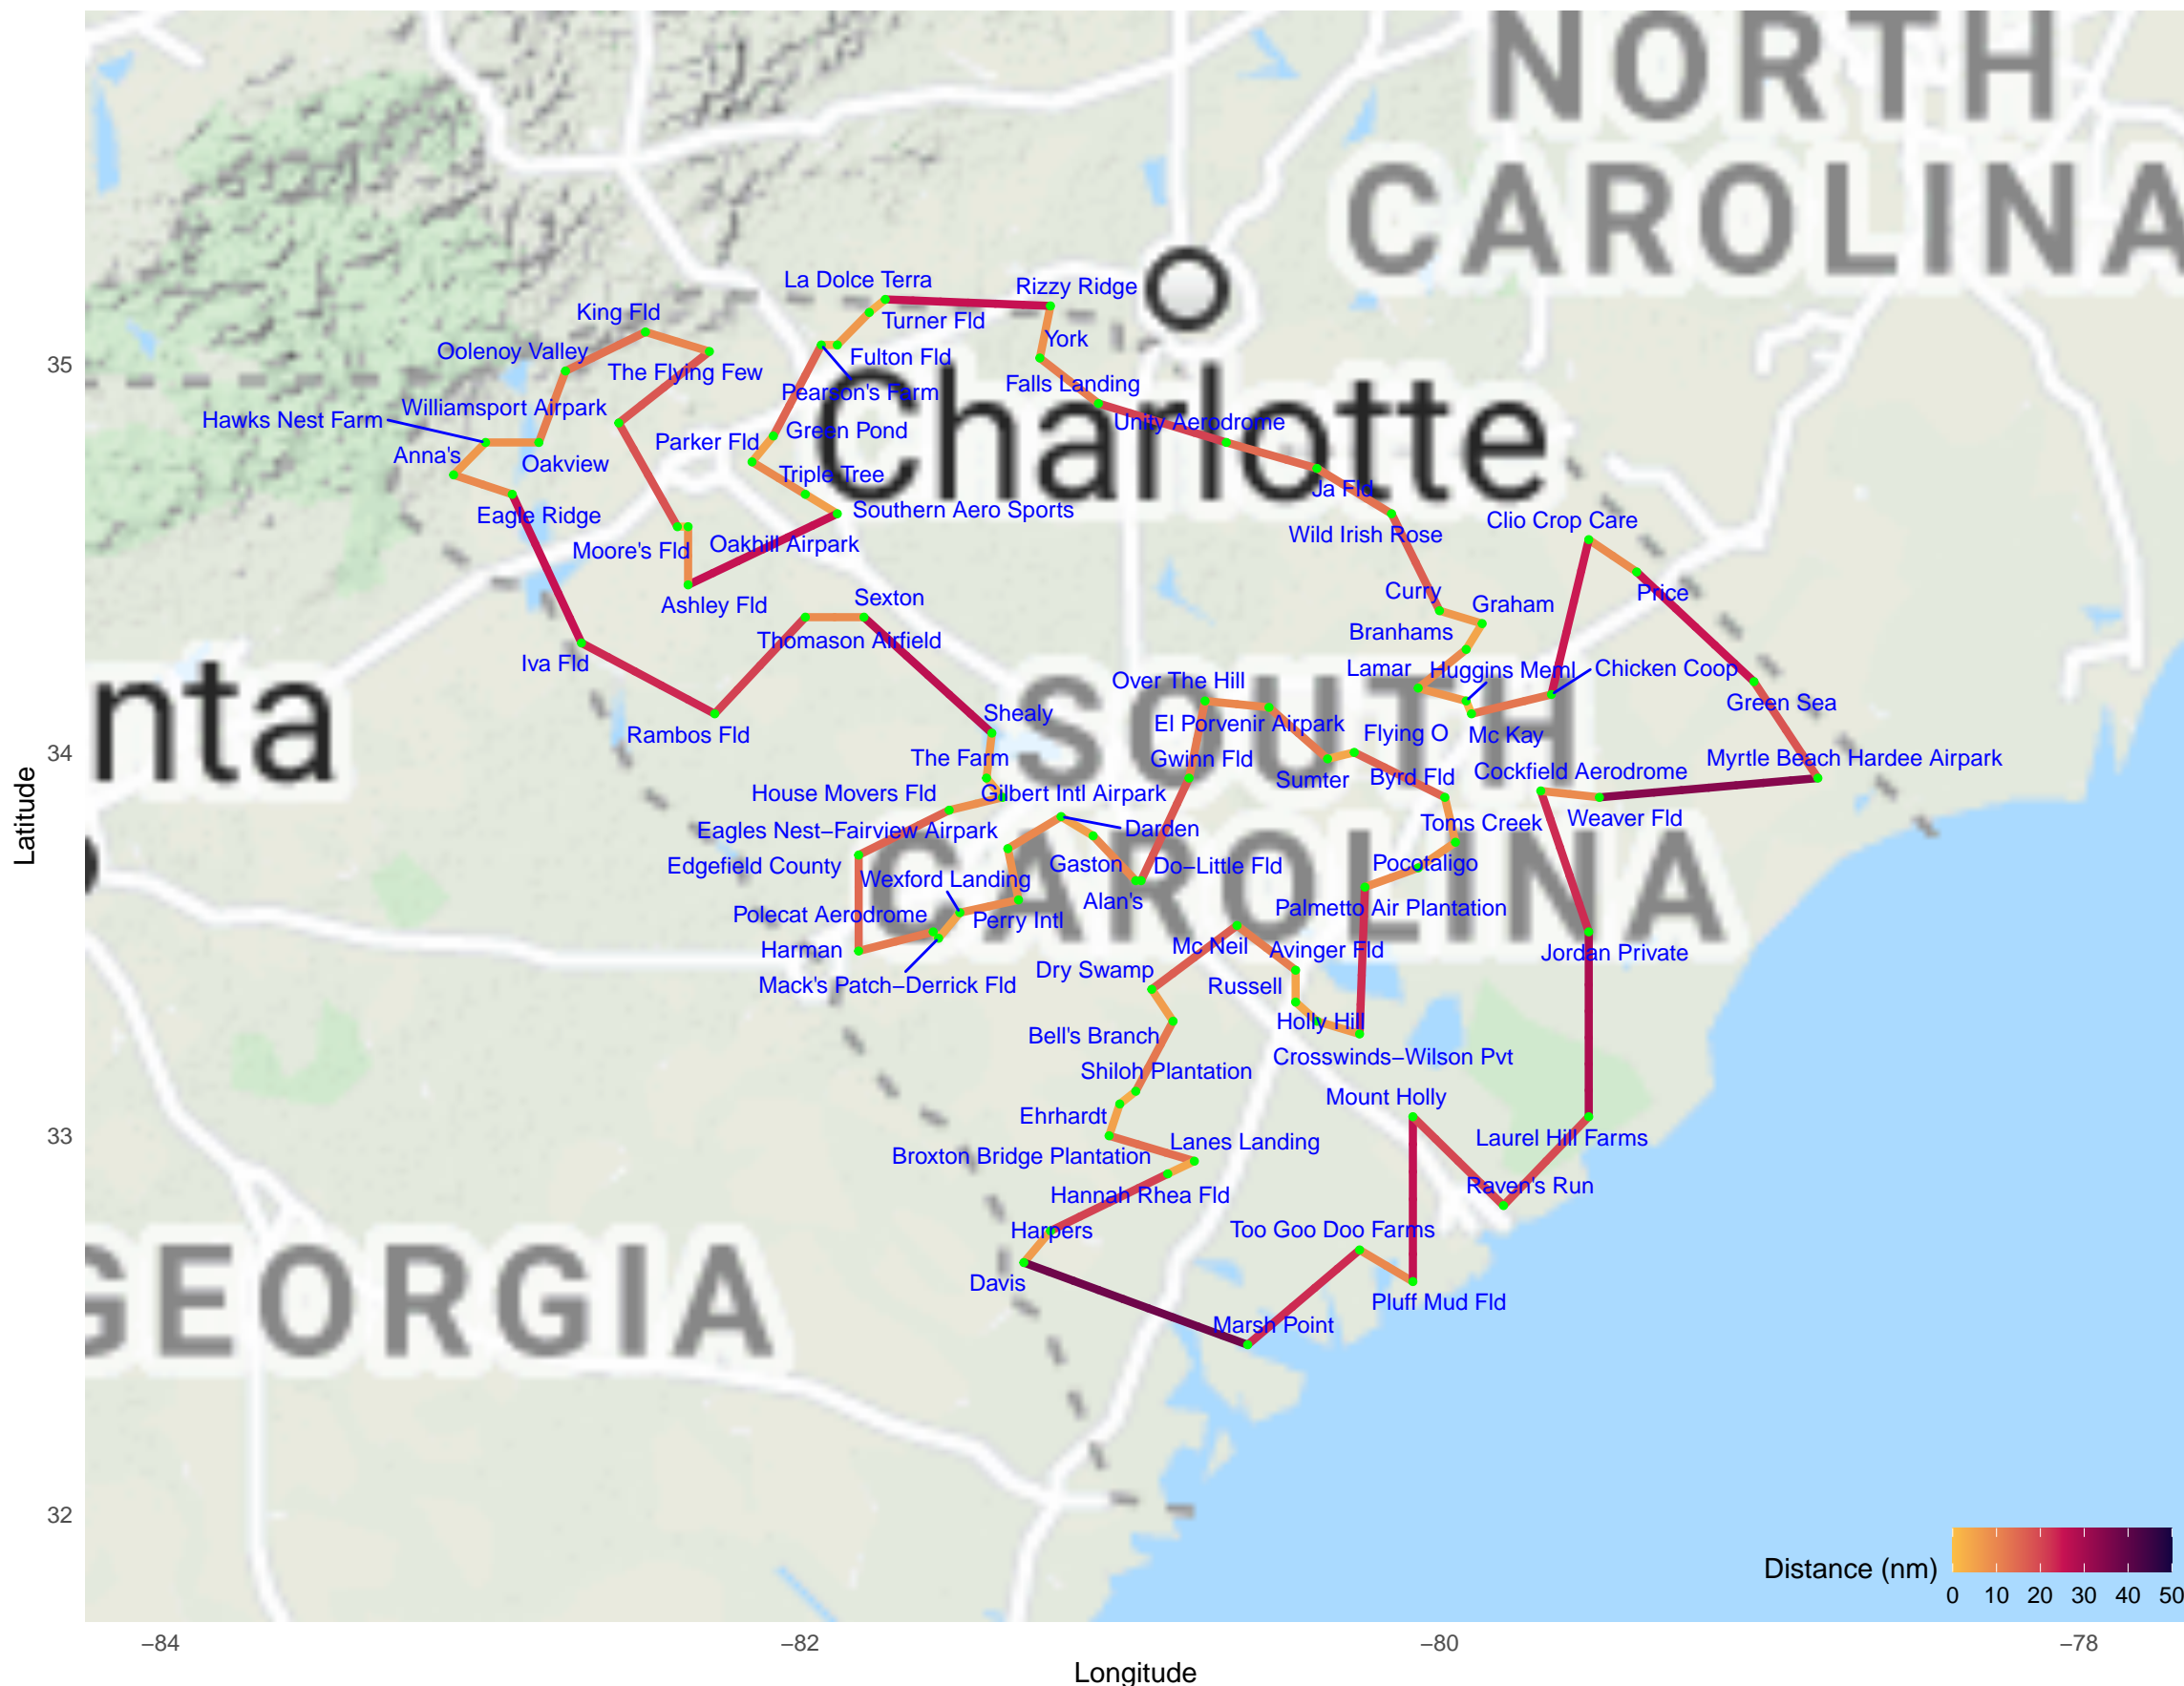 NORTH
CAROLINA
La Dolce Terra
Rizzy Ridge
King Fld
Turner Fld
York
Oolenoy Valley
Fulton Fld
35
The Flying Few
Pearson's Farm
Falls Landing
Charlotte
Williamsport Airpark
Hawks Nest Farm
Unity Aerodrome
Green Pond
Parker Fld
Anna's
Oakview
Triple Tree
Ja Fld
Eagle Ridge
Southern Aero Sports
Clio Crop Care
Wild Irish Rose
Oakhill Airpark
Moore's Fld
Price
Curry
Sexton
Graham
Ashley Fld
Branhams
Thomason Airfield
Iva Fld
Lamar
Huggins Meml
Chicken Coop
Over The Hill
nta
SOUTH
Green Sea
Shealy
El Porvenir Airpark
Flying O
Mc Kay
Rambos Fld
34
The Farm
Gwinn Fld
Myrtle Beach Hardee Airpark
Sumter
Byrd Fld
Cockfield Aerodrome
House Movers Fld
Gilbert Intl Airpark
Weaver Fld
Toms Creek
Eagles Nest–Fairview Airpark
Darden
CAROLINA
Edgefield County
Gaston
Do–Little Fld
Pocotaligo
Wexford Landing
Alan's
Palmetto Air Plantation
Polecat Aerodrome
Perry Intl
Harman
Mc Neil
Avinger Fld
Jordan Private
Dry Swamp
Mack's Patch–Derrick Fld
Russell
Holly Hill
Bell's Branch
Crosswinds–Wilson Pvt
Shiloh Plantation
Mount Holly
Ehrhardt
33
Lanes Landing
Laurel Hill Farms
Broxton Bridge Plantation
Hannah Rhea Fld
Raven's Run
Harpers
Too Goo Doo Farms
Davis
GEORGIA
Pluff Mud Fld
Marsh Point
32
Latitude
Distance (nm)
0 10 20 30 40 50
−84 −82 −80 −78
Longitude